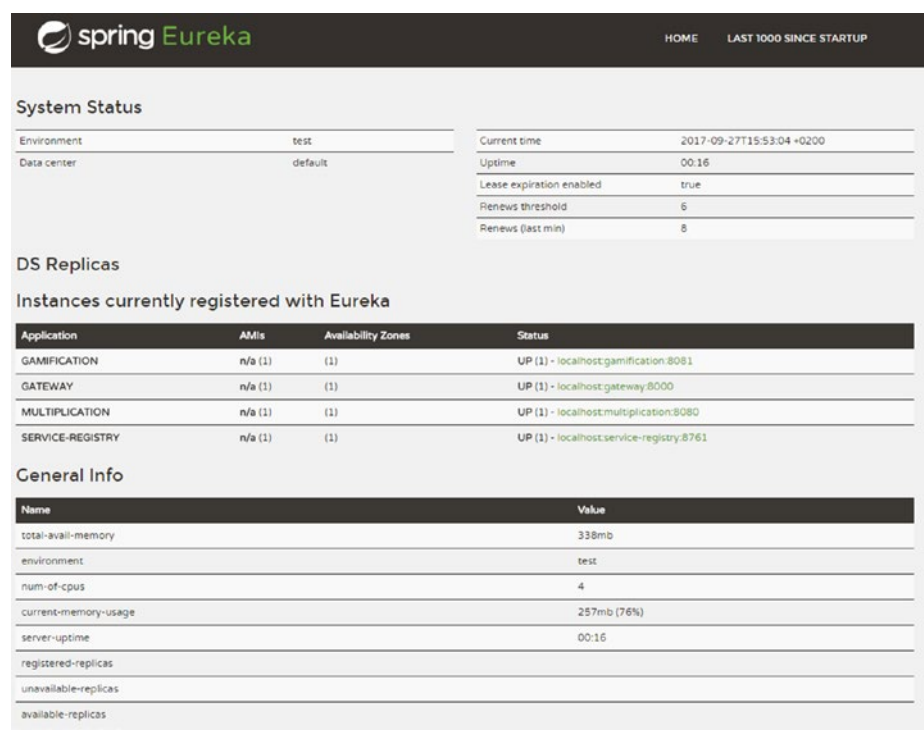 spring Eureka
HOME LAST 1000 SINCE STARTUP
System Status
Environment test
Data center default
Current time 2017-09-27T15:53:04 +0200
Uptime 00:16
Lease expiration enabled true
Renews threshold 6
Renews (last min) 8
DS Replicas
Instances currently registered with Eureka
Application AMIs Availability Zones Status
GAMIFICATION n/a (1) (1) UP (1) - localhost:gamification:8081
GATEWAY n/a (1) (1) UP (1) - localhost:gateway:8000
MULTIPLICATION n/a (1) (1) UP (1) - localhost:multiplication:8080
SERVICE-REGISTRY n/a (1) (1) UP (1) - localhost:service-registry:8761
General Info
Name Value
total-avail-memory 338mb
environment test
num-of-cpus 4
current-memory-usage 257mb (76%)
server-uptime 00:16
registered-replicas
unavailable-replicas
available-replicas